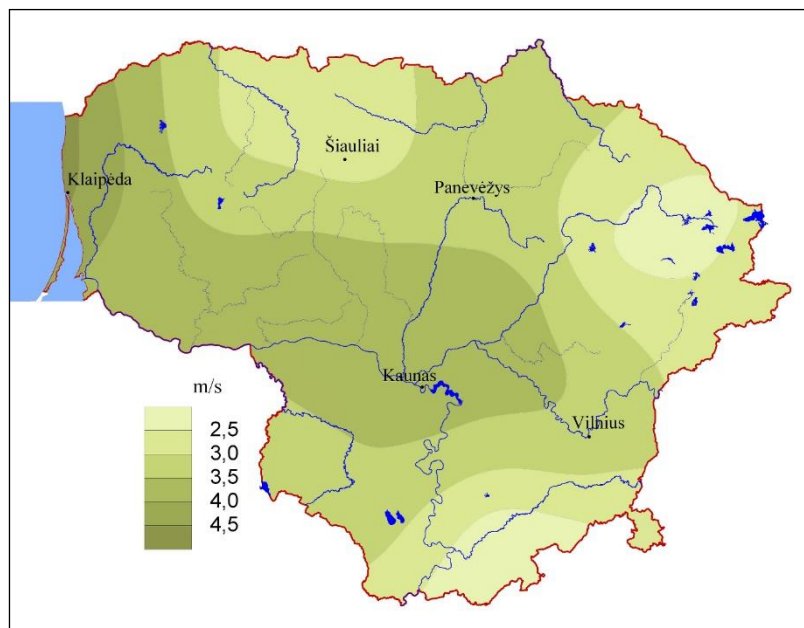 Šiauliai
Klaipėda
Panevėžys
Kaunas
Vilnius
m/s
2,5
3,0
3,5
4,0
4,5